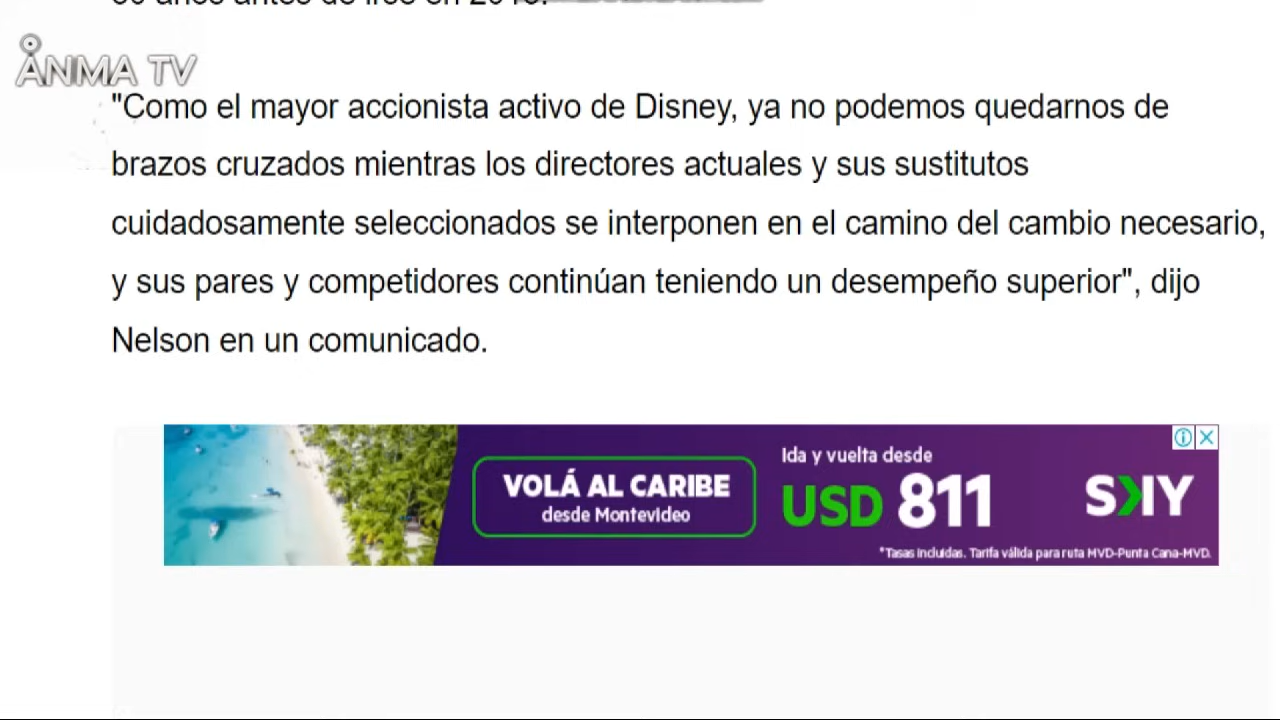 ANIMA TV
"Como el mayor accionista activo de Disney, ya no podemos quedarnos de
brazos cruzados mientras los directores actuales y sus sustitutos
cuidadosamente seleccionados se interponen en el camino del cambio necesario,
y sus pares y competidores continúan teniendo un desempeño superior", dijo
Nelson en un comunicado.
VOLÁ AL CARIBE
desde Montevideo
Ida y vuelta desde
USD 811
SKY
*Tasas incluidas. Tarifa válida para ruta MVD-Punta Cana-MVD.